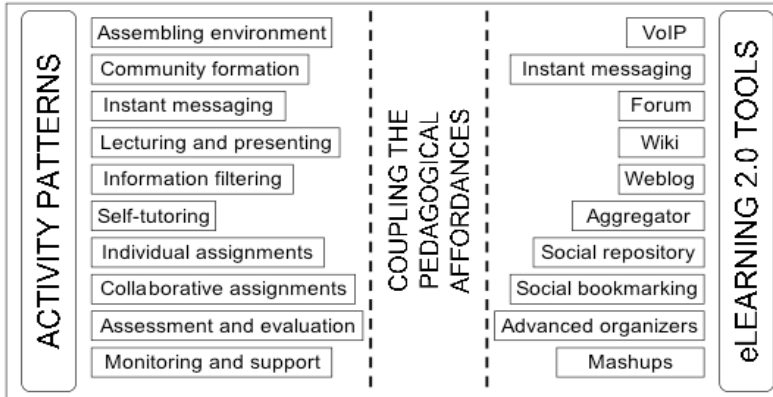 ACTIVITY PATTERNS
Assembling environment
Community formation
Instant messaging
Lecturing and presenting
Information filtering
Self-tutoring
Individual assignments
Collaborative assignments
Assessment and evaluation
Monitoring and support
COUPLING THE
PEDAGOGICAL
AFFORDANCES
VoIP
Instant messaging
Forum
Wiki
Weblog
Aggregator
Social repository
Social bookmarking
Advanced organizers
Mashups
eLEARNING 2.0 TOOLS